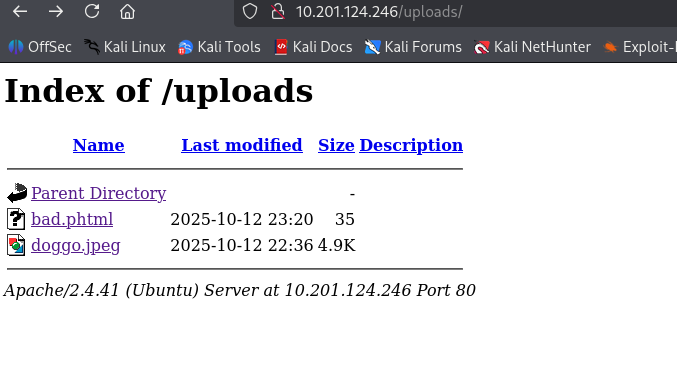 10.201.124.246/uploads/
OffSec Kali Linux Kali Tools Kali Docs Kali Forums Kali NetHunter Exploit-
Index of /uploads
Name Last modified Size Description
Parent Directory -
bad.phtml 2025-10-12 23:20 35
doggo.jpeg 2025-10-12 22:36 4.9K
Apache/2.4.41 (Ubuntu) Server at 10.201.124.246 Port 80